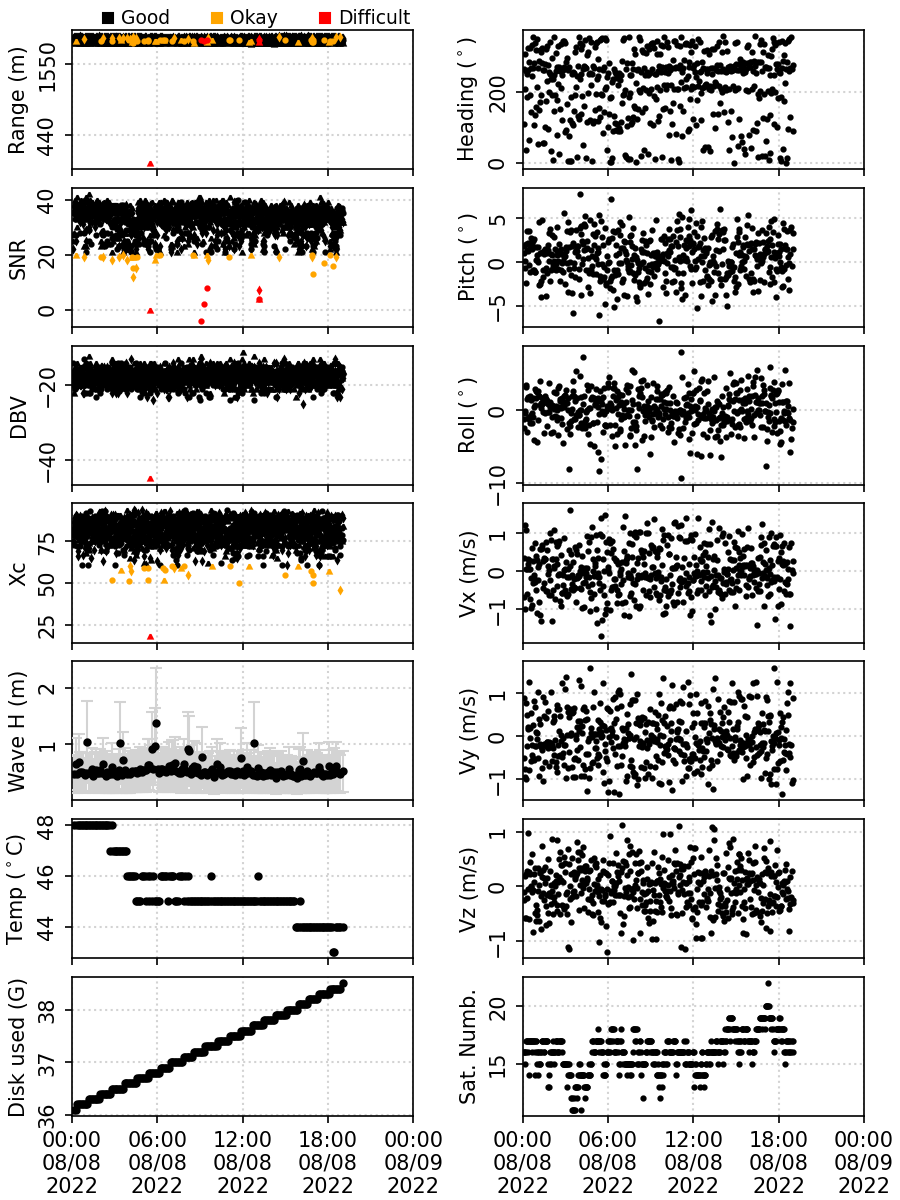 Good Okay Difficult
Range (m)
1550
440
Heading (°)
200
0
SNR
40
20
0
Pitch (°)
5
0
−5
DBV
−20
−40
Roll (°)
0
−10
Xc
75
50
25
Vx (m/s)
1
0
−1
Wave H (m)
2
1
Vy (m/s)
1
0
−1
Temp (°C)
48
46
44
Vz (m/s)
1
0
−1
Disk used (G)
38
37
36
Sat. Numb.
20
15
00:00 06:00 12:00 18:00 00:00
08/08 08/08 08/08 08/08 08/09
2022 2022 2022 2022 2022
00:00 06:00 12:00 18:00 00:00
08/08 08/08 08/08 08/08 08/09
2022 2022 2022 2022 2022